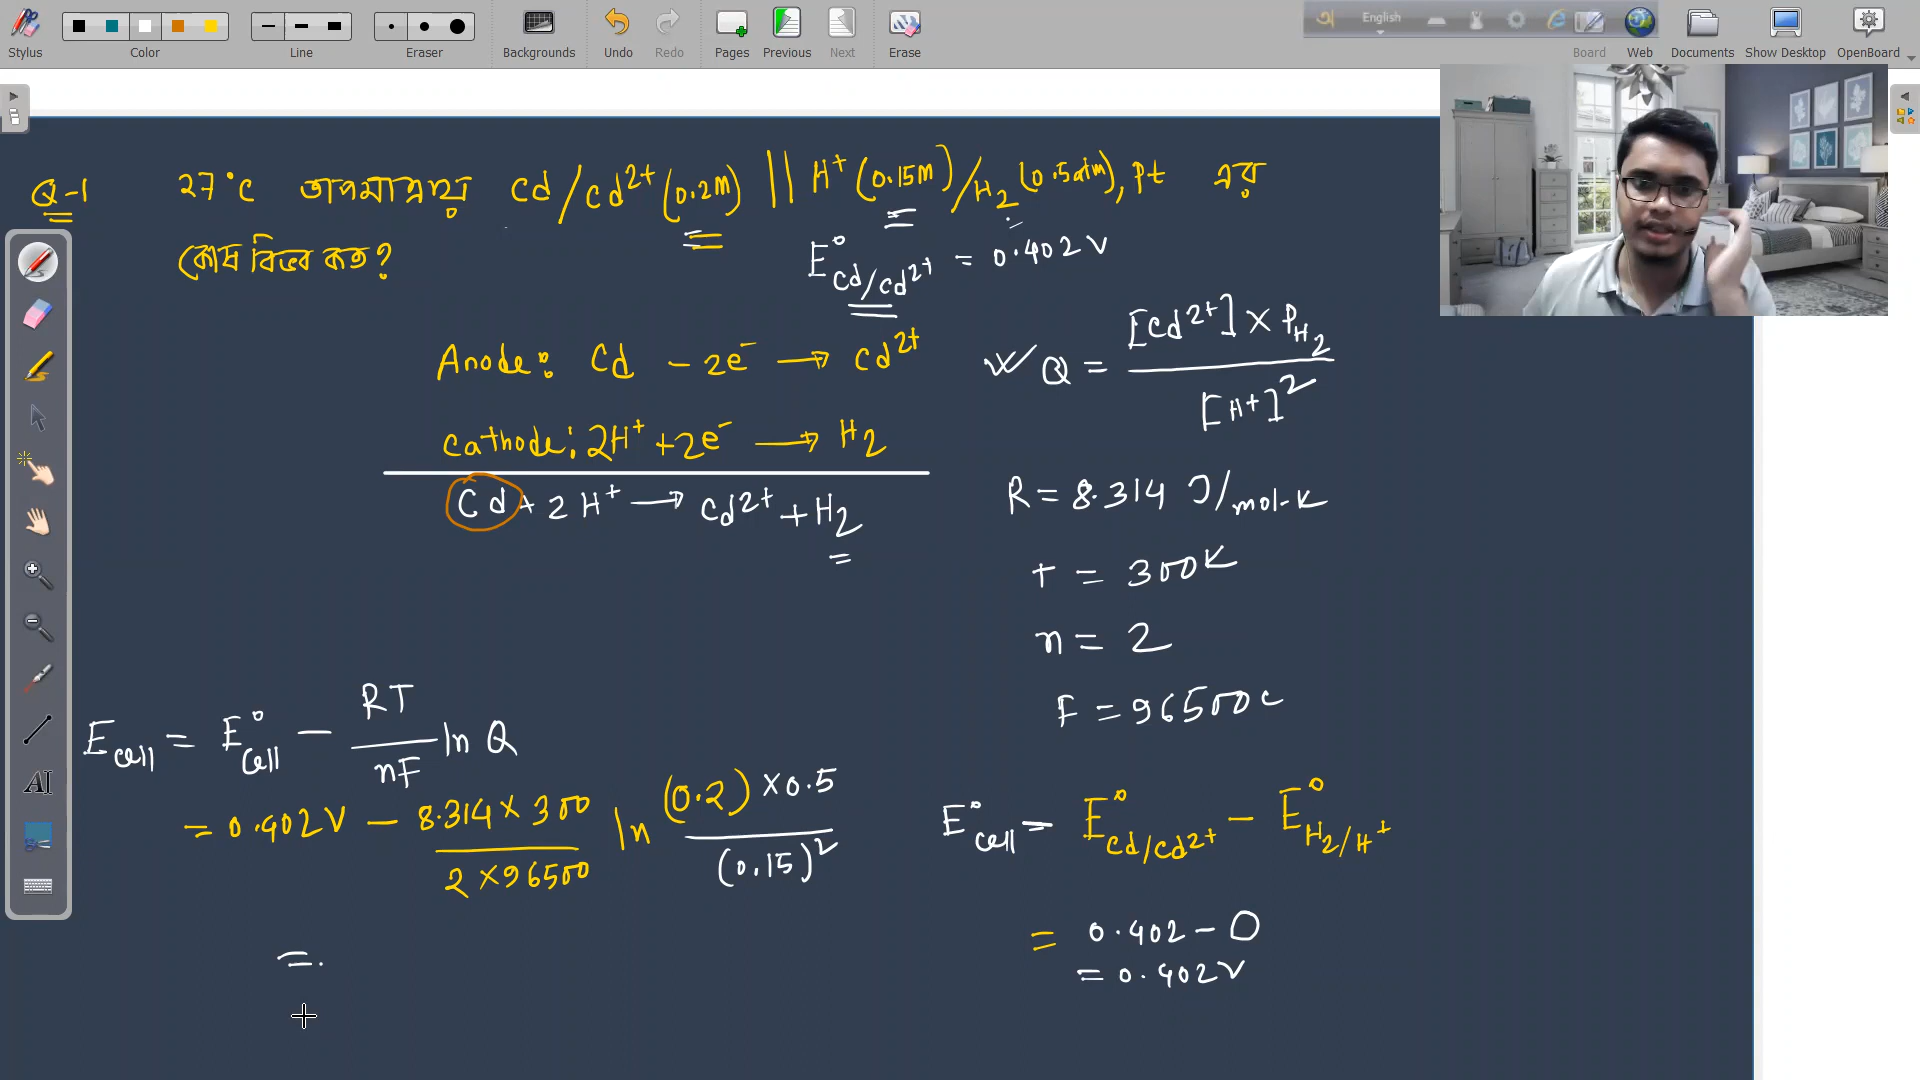 Stylus Color Line Eraser Backgrounds Undo Redo Pages Previous Next Erase
English
Board Web Documents Show Desktop OpenBoard
Q-1 27°C তাপমাত্রায় Cd/Cd²⁺(0.2M) || H⁺(0.15M)/H₂(0.5atm), Pt এর
কোষ বিভব কত?
E°Cd/Cd²⁺ = 0.402 V
Anode: Cd - 2e⁻ → Cd²⁺
Cathode: 2H⁺ + 2e⁻ → H₂
Cd + 2H⁺ → Cd²⁺ + H₂
Q = [Cd²⁺] × PH₂ / [H⁺]²
R = 8.314 J/mol-K
T = 300K
n = 2
F = 96500C
Ecell = E°cell - RT/nF ln Q
= 0.402V - 8.314 × 300 / 2 × 96500 ln (0.2) × 0.5 / (0.15)²
= .
E°cell = E°Cd/Cd²⁺ - E°H₂/H⁺
= 0.402 - 0
= 0.402V
AI